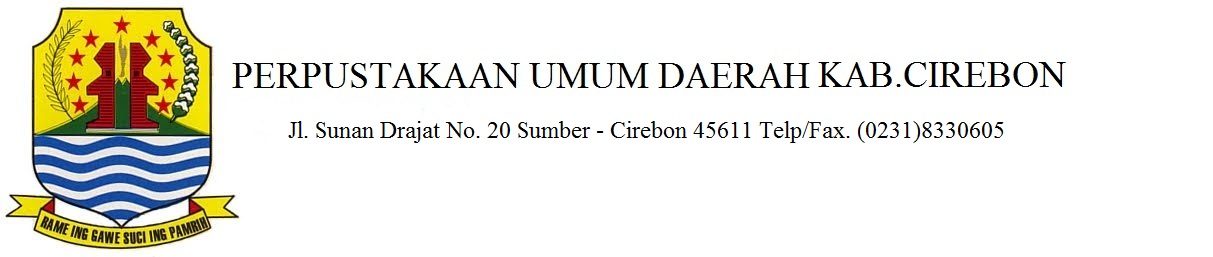 PERPUSTAKAAN UMUM DAERAH KAB.CIREBON
Jl. Sunan Drajat No. 20 Sumber - Cirebon 45611 Telp/Fax. (0231)8330605
RAME ING GAWE SUCI ING PAMRIH